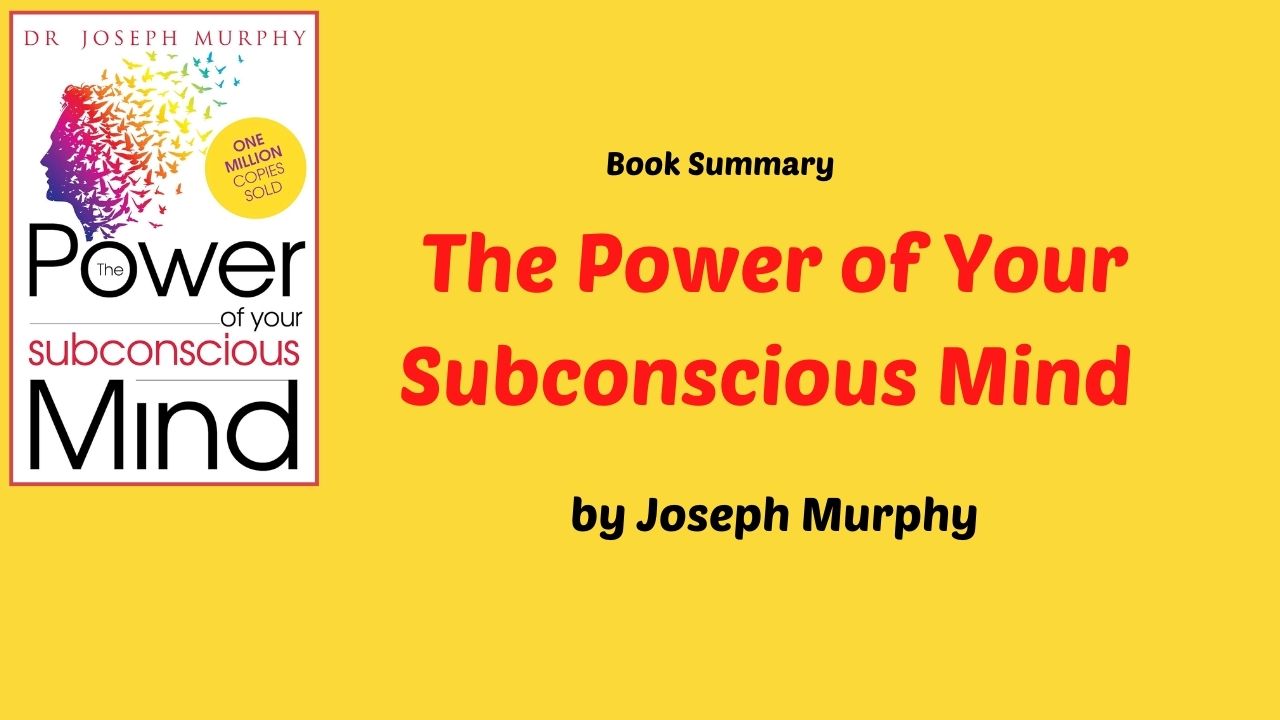 DR JOSEPH MURPHY
ONE
MILLION
COPIES
SOLD
The Power
of your
subconscious
Mind
Book Summary
The Power of Your
Subconscious Mind
by Joseph Murphy